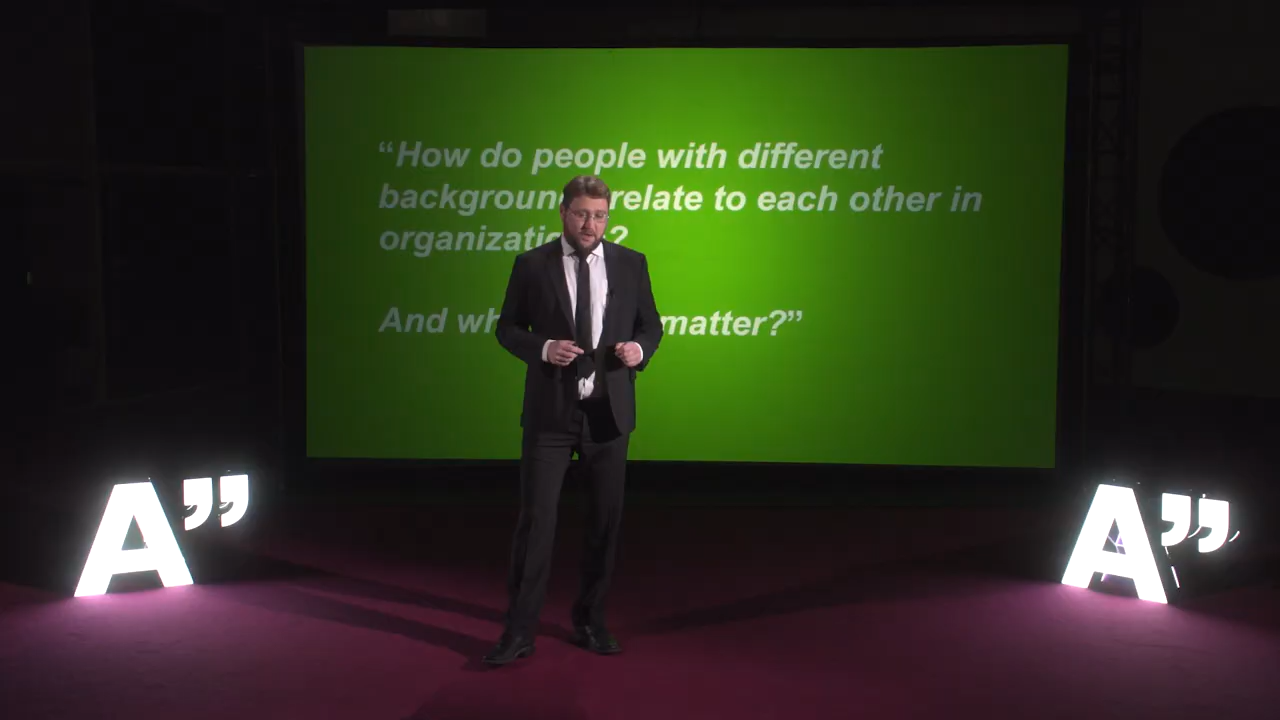 “How do people with different
relate to each other in
And matter?”
A”
A”